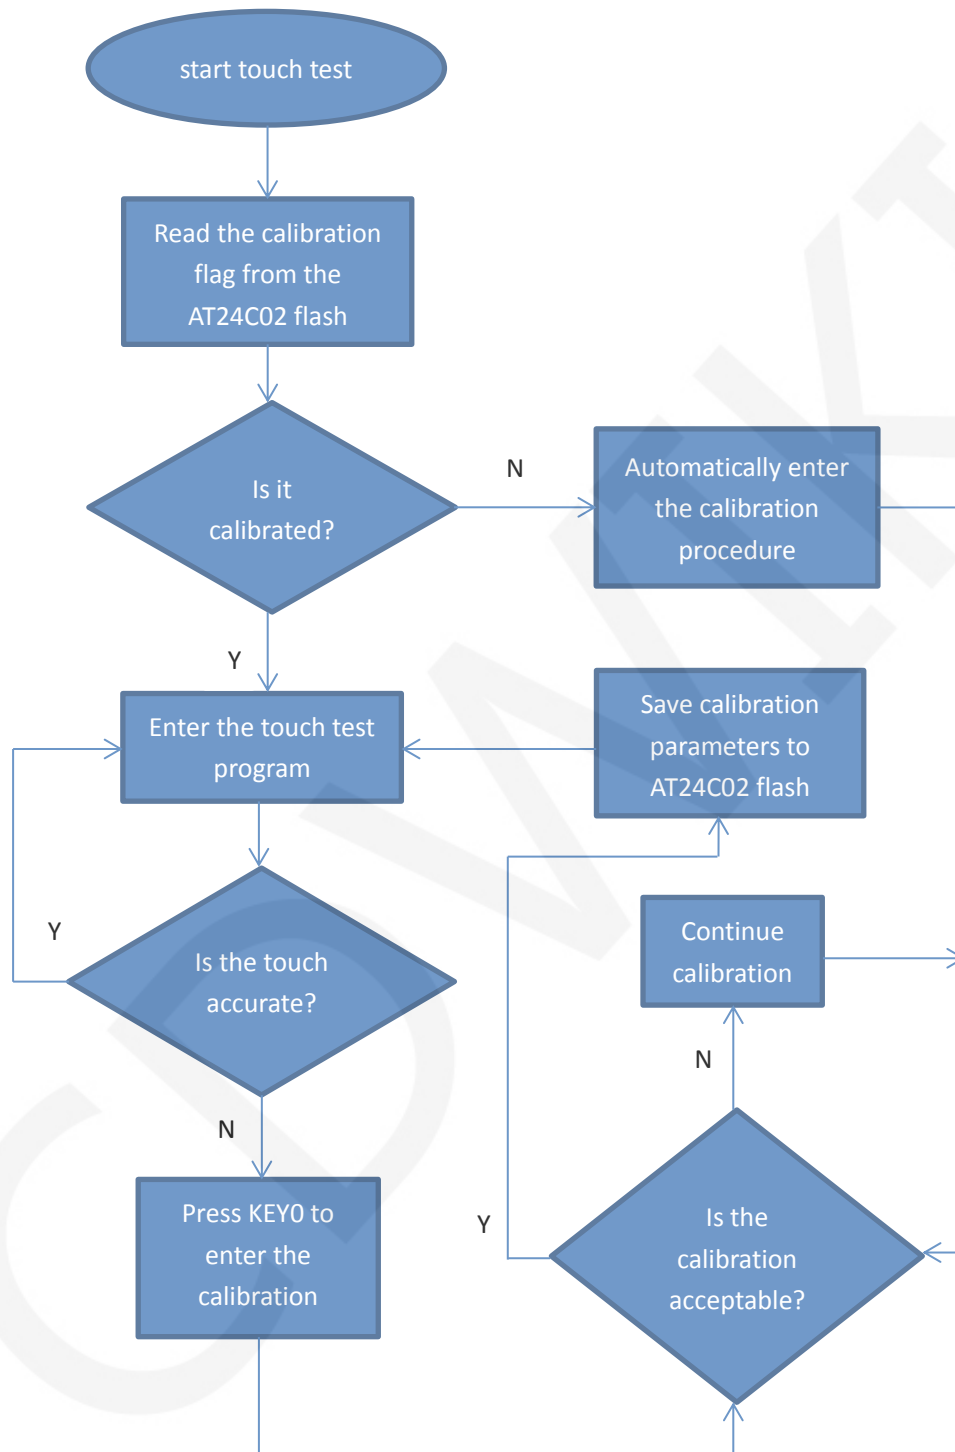 start touch test
Read the calibration
flag from the
AT24C02 flash
Is it
calibrated?
N
Automatically enter
the calibration
procedure
Y
Enter the touch test
program
Save calibration
parameters to
AT24C02 flash
Y
Is the touch
accurate?
Continue
calibration
N
N
Press KEY0 to
enter the
calibration
Y
Is the
calibration
acceptable?